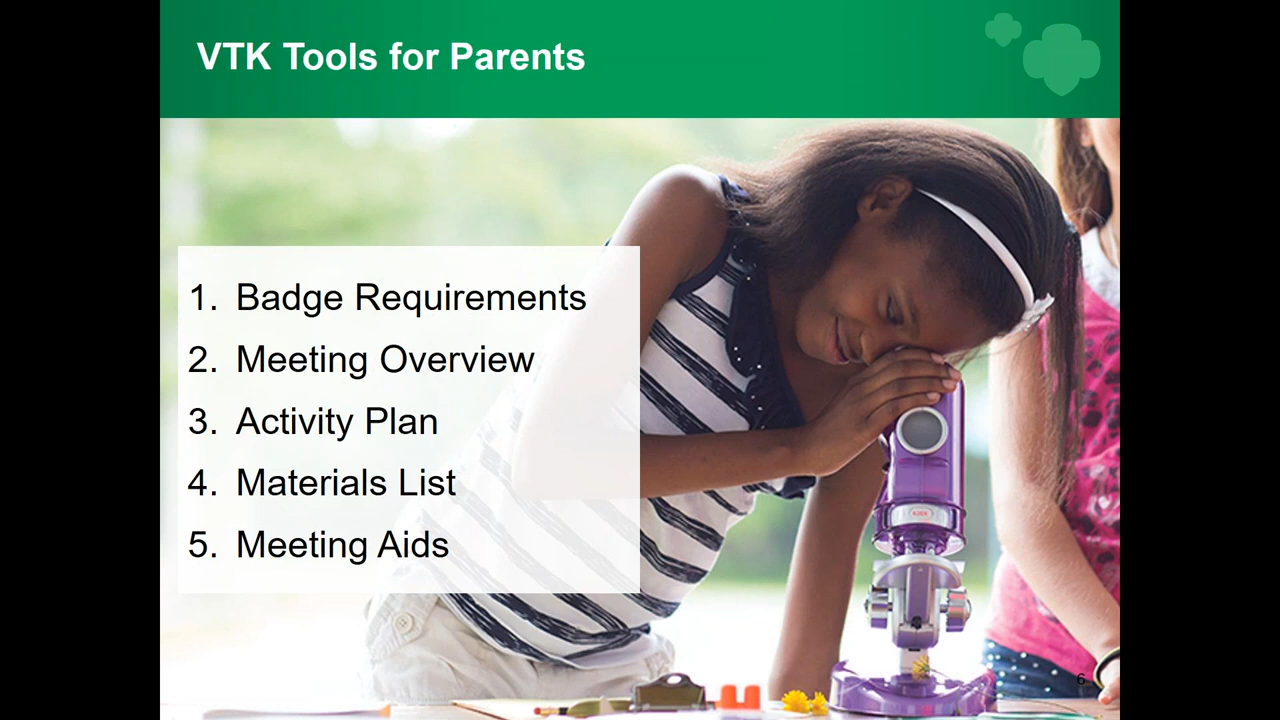 VTK Tools for Parents
1. Badge Requirements
2. Meeting Overview
3. Activity Plan
4. Materials List
5. Meeting Aids
6